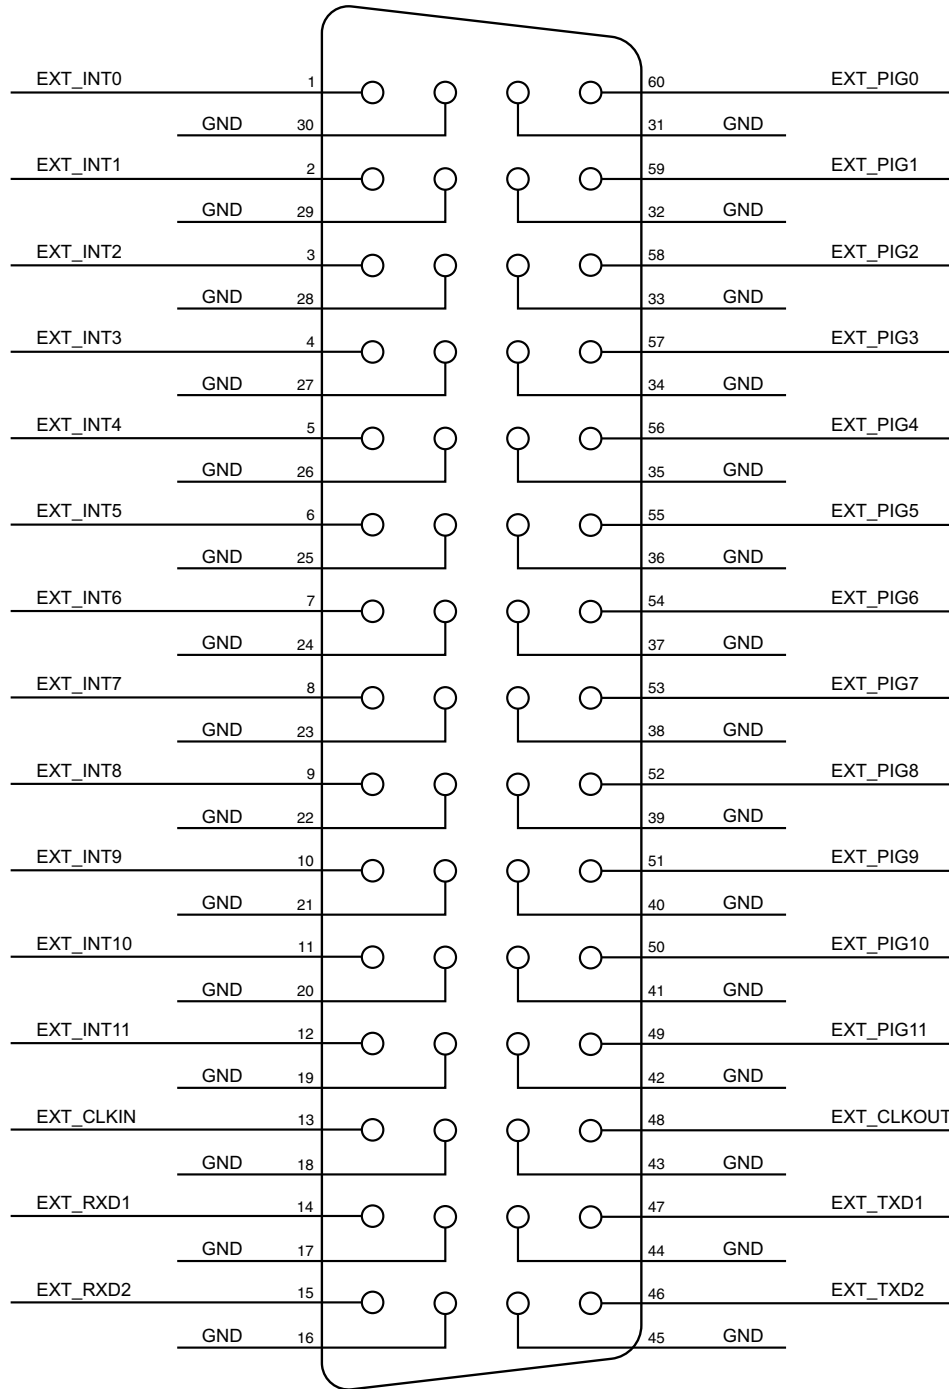 EXT_INT0 1 60 EXT_PIG0
GND 30 31 GND
EXT_INT1 2 59 EXT_PIG1
GND 29 32 GND
EXT_INT2 3 58 EXT_PIG2
GND 28 33 GND
EXT_INT3 4 57 EXT_PIG3
GND 27 34 GND
EXT_INT4 5 56 EXT_PIG4
GND 26 35 GND
EXT_INT5 6 55 EXT_PIG5
GND 25 36 GND
EXT_INT6 7 54 EXT_PIG6
GND 24 37 GND
EXT_INT7 8 53 EXT_PIG7
GND 23 38 GND
EXT_INT8 9 52 EXT_PIG8
GND 22 39 GND
EXT_INT9 10 51 EXT_PIG9
GND 21 40 GND
EXT_INT10 11 50 EXT_PIG10
GND 20 41 GND
EXT_INT11 12 49 EXT_PIG11
GND 19 42 GND
EXT_CLKIN 13 48 EXT_CLKOUT
GND 18 43 GND
EXT_RXD1 14 47 EXT_TXD1
GND 17 44 GND
EXT_RXD2 15 46 EXT_TXD2
GND 16 45 GND